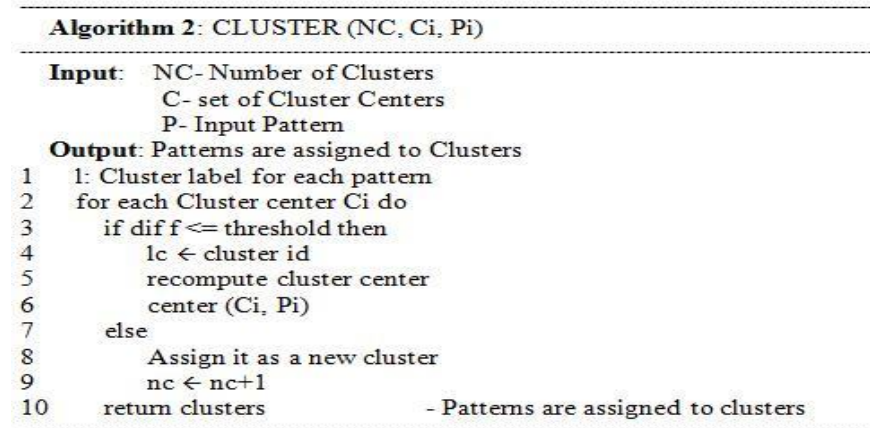 Algorithm 2: CLUSTER (NC, Ci, Pi)
Input: NC- Number of Clusters
C- set of Cluster Centers
P- Input Pattern
Output: Patterns are assigned to Clusters
1 l: Cluster label for each pattern
2 for each Cluster center Ci do
3 if dif f <= threshold then
4 lc ← cluster id
5 recompute cluster center
6 center (Ci, Pi)
7 else
8 Assign it as a new cluster
9 nc ← nc+1
10 return clusters - Patterns are assigned to clusters